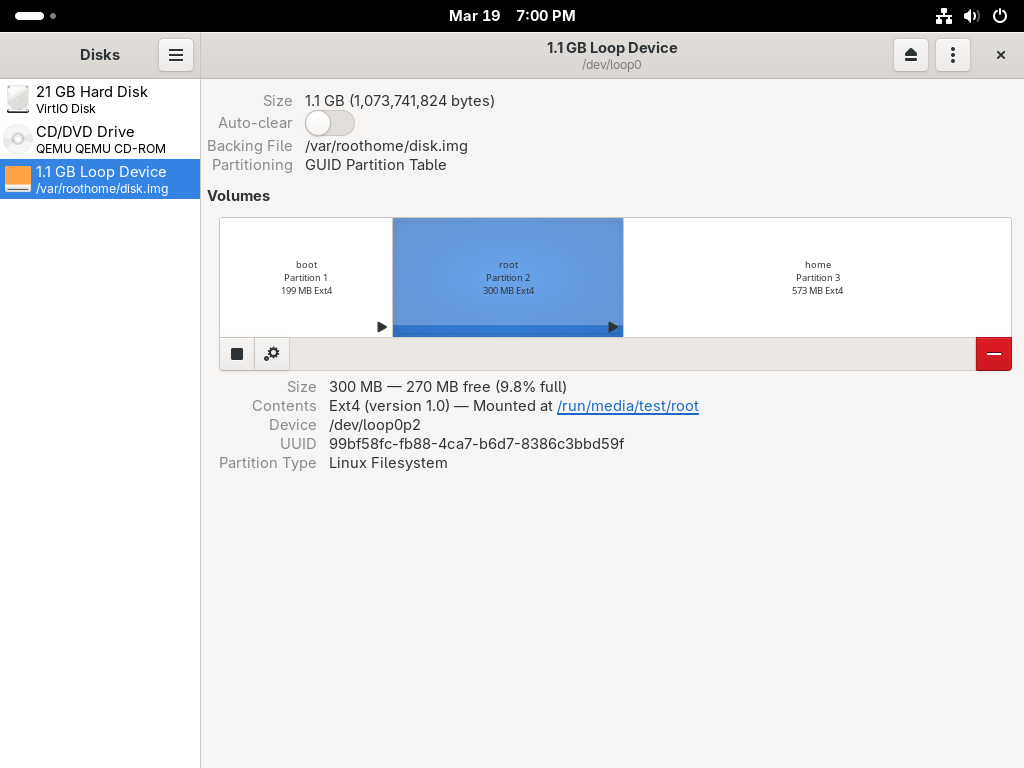 Mar 19 7:00 PM
Disks
1.1 GB Loop Device
/dev/loop0
21 GB Hard Disk
VirtIO Disk
CD/DVD Drive
QEMU QEMU CD-ROM
1.1 GB Loop Device
/var/roothome/disk.img
Size 1.1 GB (1,073,741,824 bytes)
Auto-clear
Backing File /var/roothome/disk.img
Partitioning GUID Partition Table
Volumes
boot
Partition 1
199 MB Ext4
root
Partition 2
300 MB Ext4
home
Partition 3
573 MB Ext4
Size 300 MB — 270 MB free (9.8% full)
Contents Ext4 (version 1.0) — Mounted at /run/media/test/root
Device /dev/loop0p2
UUID 99bf58fc-fb88-4ca7-b6d7-8386c3bbd59f
Partition Type Linux Filesystem